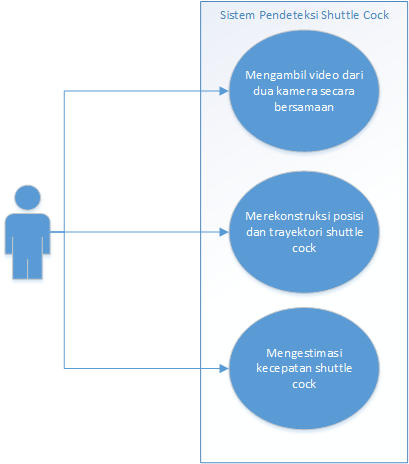 Sistem Pendeteksi Shuttle Cock
Mengambil video dari
dua kamera secara
bersamaan
Merekonstruksi posisi
dan trayektori shuttle
cock
Mengestimasi
kecepatan shuttle
cock